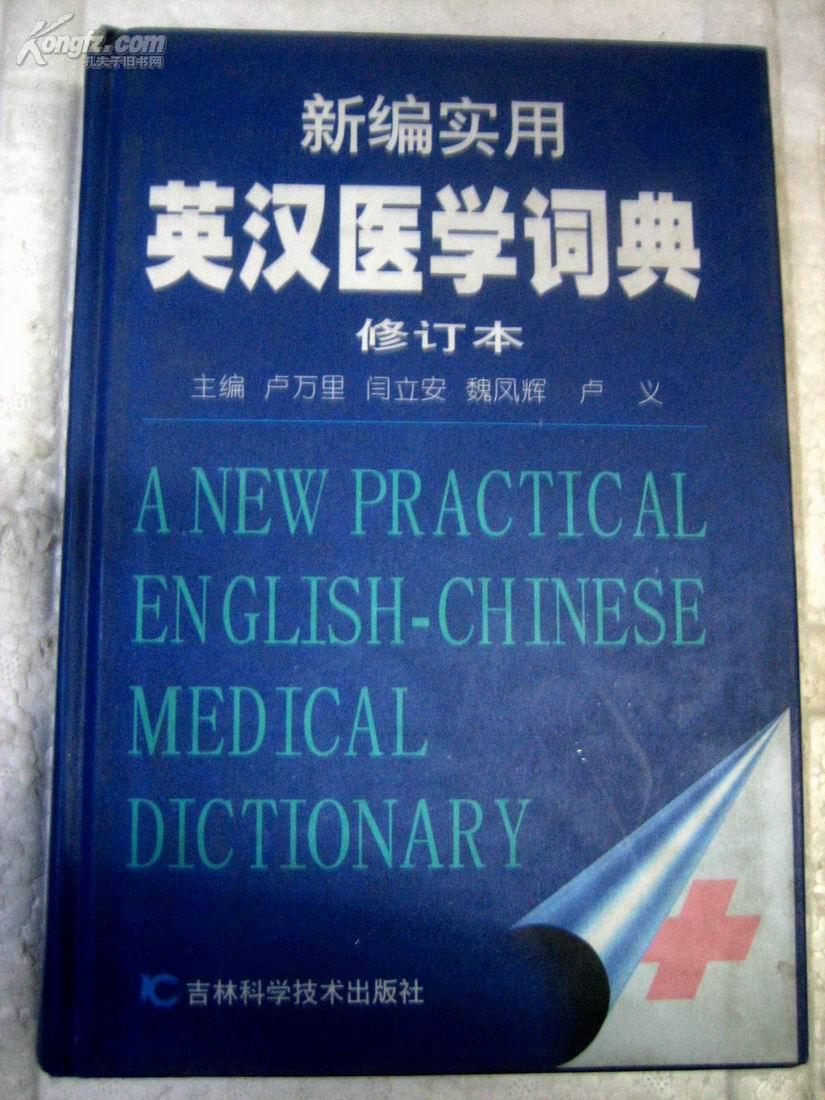 Kongfz.com
孔夫子旧书网
新编实用
英汉医学词典
修订本
主编 卢万里 闫立安 魏凤辉 卢 义
A NEW PRACTICAL
ENGLISH-CHINESE
MEDICAL
DICTIONARY
吉林科学技术出版社